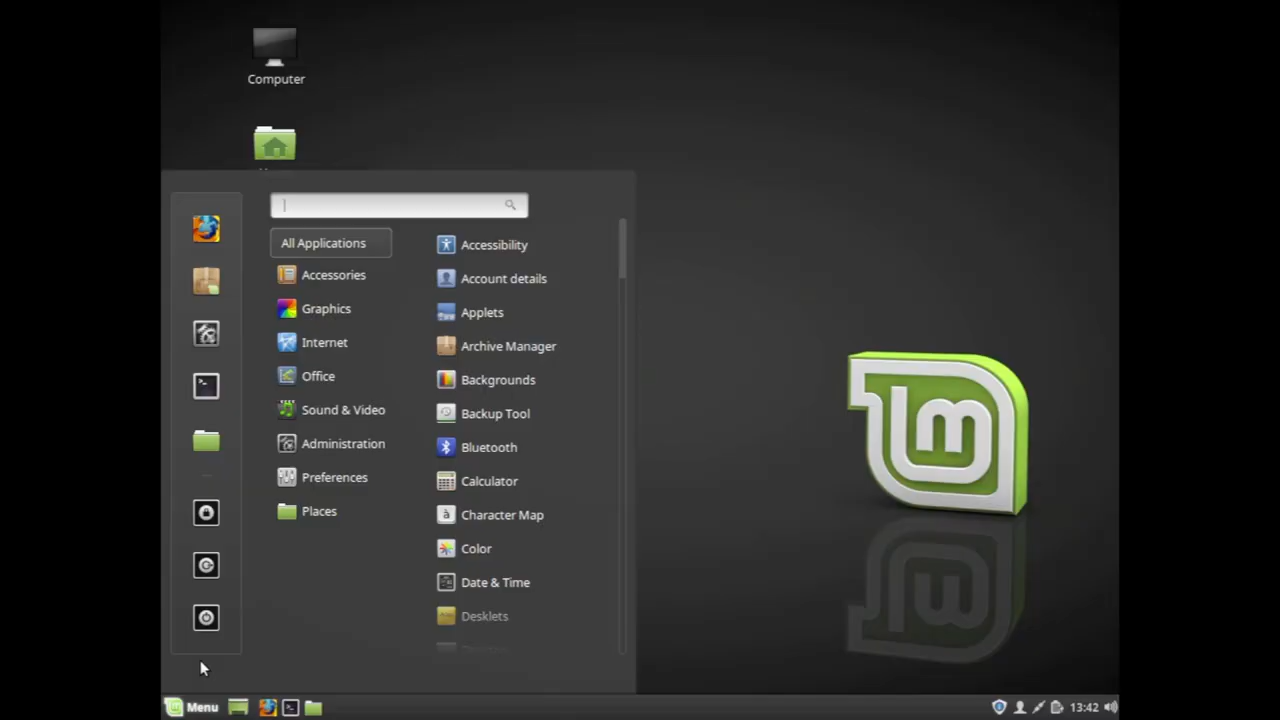 Computer
All Applications
Accessories
Graphics
Internet
Office
Sound & Video
Administration
Preferences
Places
Accessibility
Account details
Applets
Archive Manager
Backgrounds
Backup Tool
Bluetooth
Calculator
Character Map
Color
Date & Time
Desklets
Menu
13:42